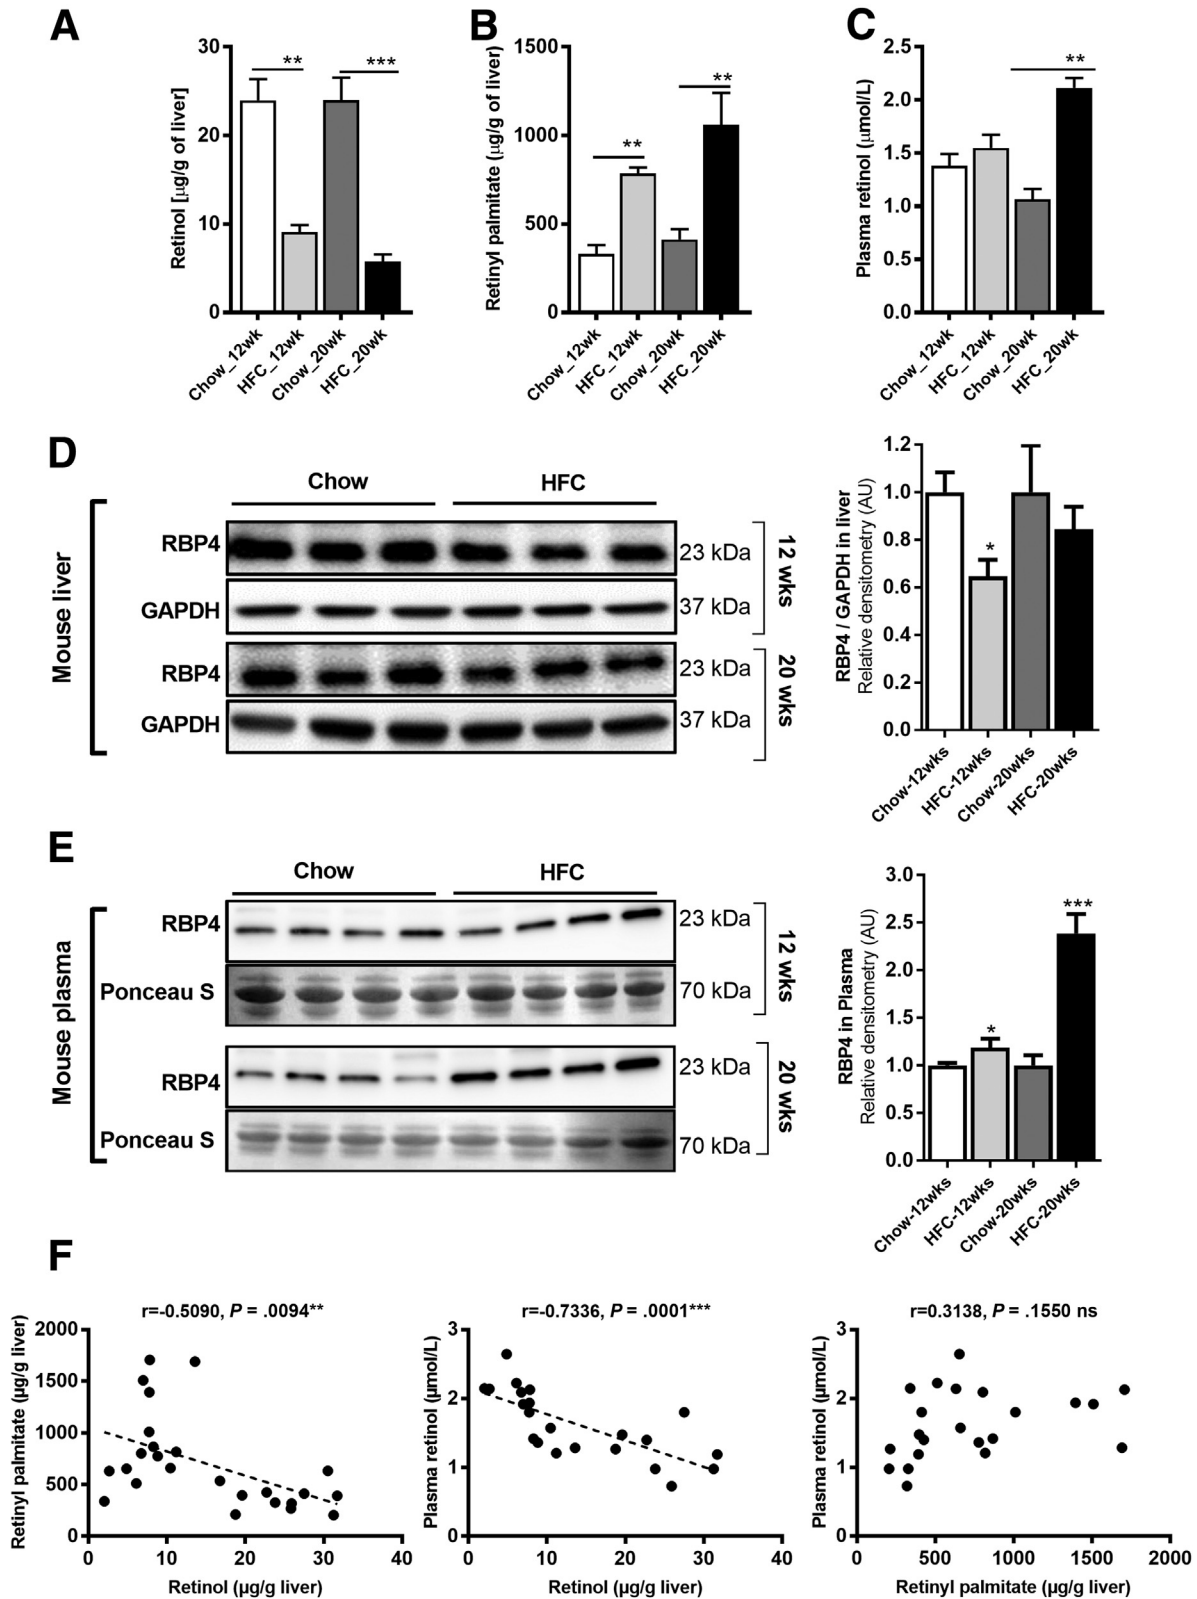 A
Retinol [µg/g of liver]
30
20
10
0
**
***
Chow_12wk
HFC_12wk
Chow_20wk
HFC_20wk
B
Retinyl palmitate (µg/g of liver)
1500
1000
500
0
**
**
Chow_12wk
HFC_12wk
Chow_20wk
HFC_20wk
C
Plasma retinol (µmol/L)
2.5
2.0
1.5
1.0
0.5
0.0
**
Chow_12wk
HFC_12wk
Chow_20wk
HFC_20wk
D
Mouse liver
Chow
HFC
RBP4
23 kDa
GAPDH
37 kDa
12 wks
RBP4
23 kDa
GAPDH
37 kDa
20 wks
RBP4 / GAPDH in liver
Relative densitometry (AU)
1.2
1.0
0.8
0.6
0.4
0.2
0.0
*
Chow-12wks
HFC-12wks
Chow-20wks
HFC-20wks
E
Mouse plasma
Chow
HFC
RBP4
23 kDa
Ponceau S
70 kDa
12 wks
RBP4
23 kDa
Ponceau S
70 kDa
20 wks
RBP4 in Plasma
Relative densitometry (AU)
3.0
2.5
2.0
1.5
1.0
0.5
0.0
*
***
Chow-12wks
HFC-12wks
Chow-20wks
HFC-20wks
F
r=-0.5090, P = .0094**
Retinyl palmitate (µg/g liver)
2000
1500
1000
500
0
0 10 20 30 40
Retinol (µg/g liver)
r=-0.7336, P = .0001***
Plasma retinol (µmol/L)
3
2
1
0
0 10 20 30 40
Retinol (µg/g liver)
r=0.3138, P = .1550 ns
Plasma retinol (µmol/L)
3
2
1
0
0 500 1000 1500 2000
Retinyl palmitate (µg/g liver)